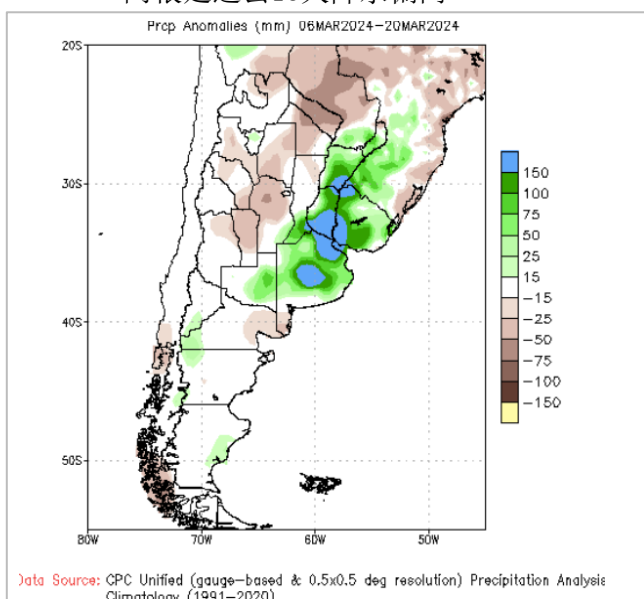 Prcp Anomalies (mm) 06MAR2024–20MAR2024
20S
30S
40S
50S
80W 70W 60W 50W
150
100
75
50
25
15
−15
−25
−50
−75
−100
−150
Data Source: CPC Unified (gauge–based & 0.5x0.5 deg resolution) Precipitation Analysis
Climatology (1991–2020)